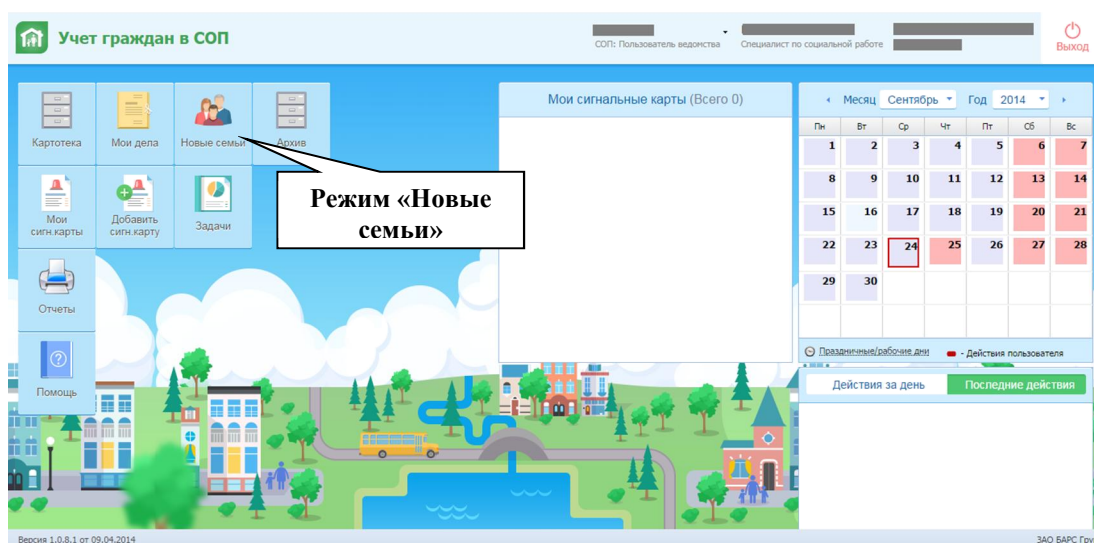 Учет граждан в СОП
СОП: Пользователь ведомства
Специалист по социальной работе
Выход
Картотека
Мои дела
Новые семьи
Архив
Мои
сигн.карты
Добавить
сигн.карту
Задачи
Отчеты
Помощь
Режим «Новые
семьи»
Мои сигнальные карты (Всего 0)
Месяц Сентябрь Год 2014
Пн Вт Ср Чт Пт Сб Вс
1 2 3 4 5 6 7
8 9 10 11 12 13 14
15 16 17 18 19 20 21
22 23 24 25 26 27 28
29 30
Праздничные/рабочие дни - Действия пользователя
Действия за день Последние действия
Версия 1.0.8.1 от 09.04.2014
ЗАО БАРС Гру